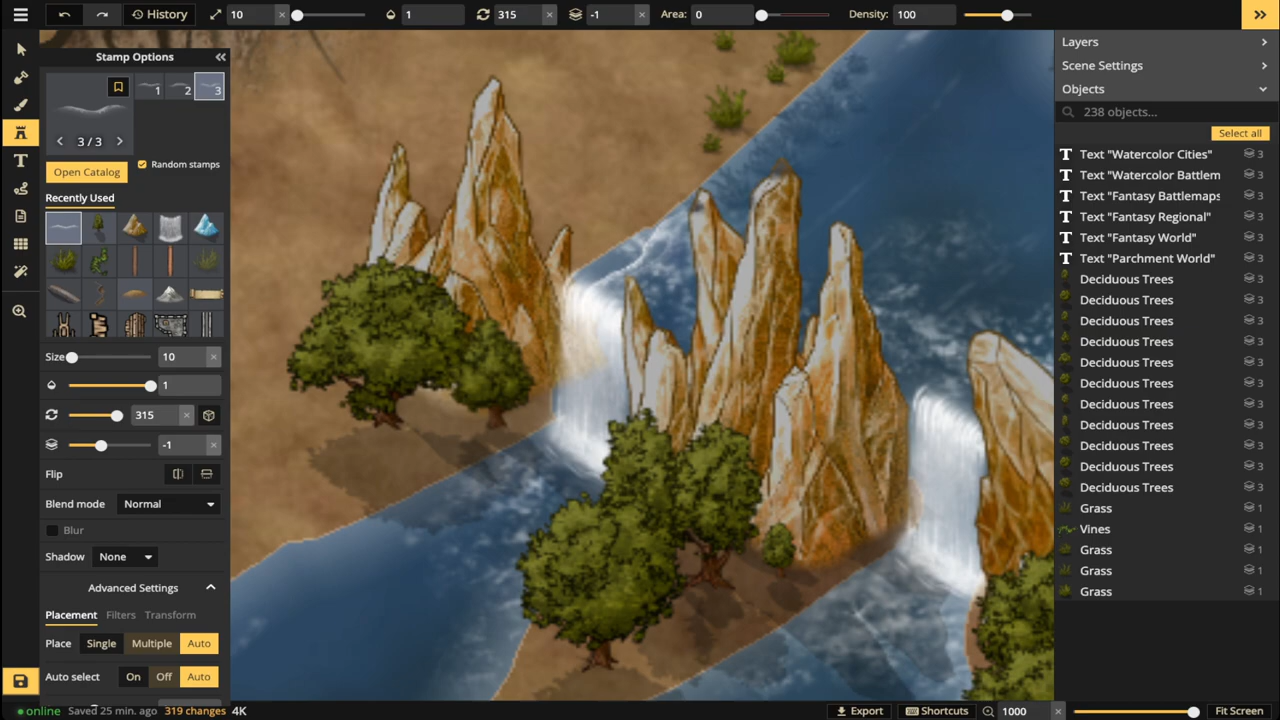 History
10
1
315
-1
Area: 0
Density: 100
Stamp Options
1
2
3
3/3
Random stamps
Open Catalog
Recently Used
Size 10
1
315
-1
Flip
Blend mode Normal
Blur
Shadow None
Advanced Settings
Placement Filters Transform
Place Single Multiple Auto
Auto select On Off Auto
Layers
Scene Settings
Objects
238 objects...
Select all
T Text "Watercolor Cities" 3
T Text "Watercolor Battlem 3
T Text "Fantasy Battlemaps 3
T Text "Fantasy Regional" 3
T Text "Fantasy World" 3
T Text "Parchment World" 3
Deciduous Trees 3
Deciduous Trees 3
Deciduous Trees 3
Deciduous Trees 3
Deciduous Trees 3
Deciduous Trees 3
Deciduous Trees 3
Deciduous Trees 3
Deciduous Trees 3
Deciduous Trees 3
Deciduous Trees 3
Grass 1
Vines 1
Grass 1
Grass 1
Grass 1
online Saved 25 min. ago 319 changes 4K
Export
Shortcuts
1000
Fit Screen